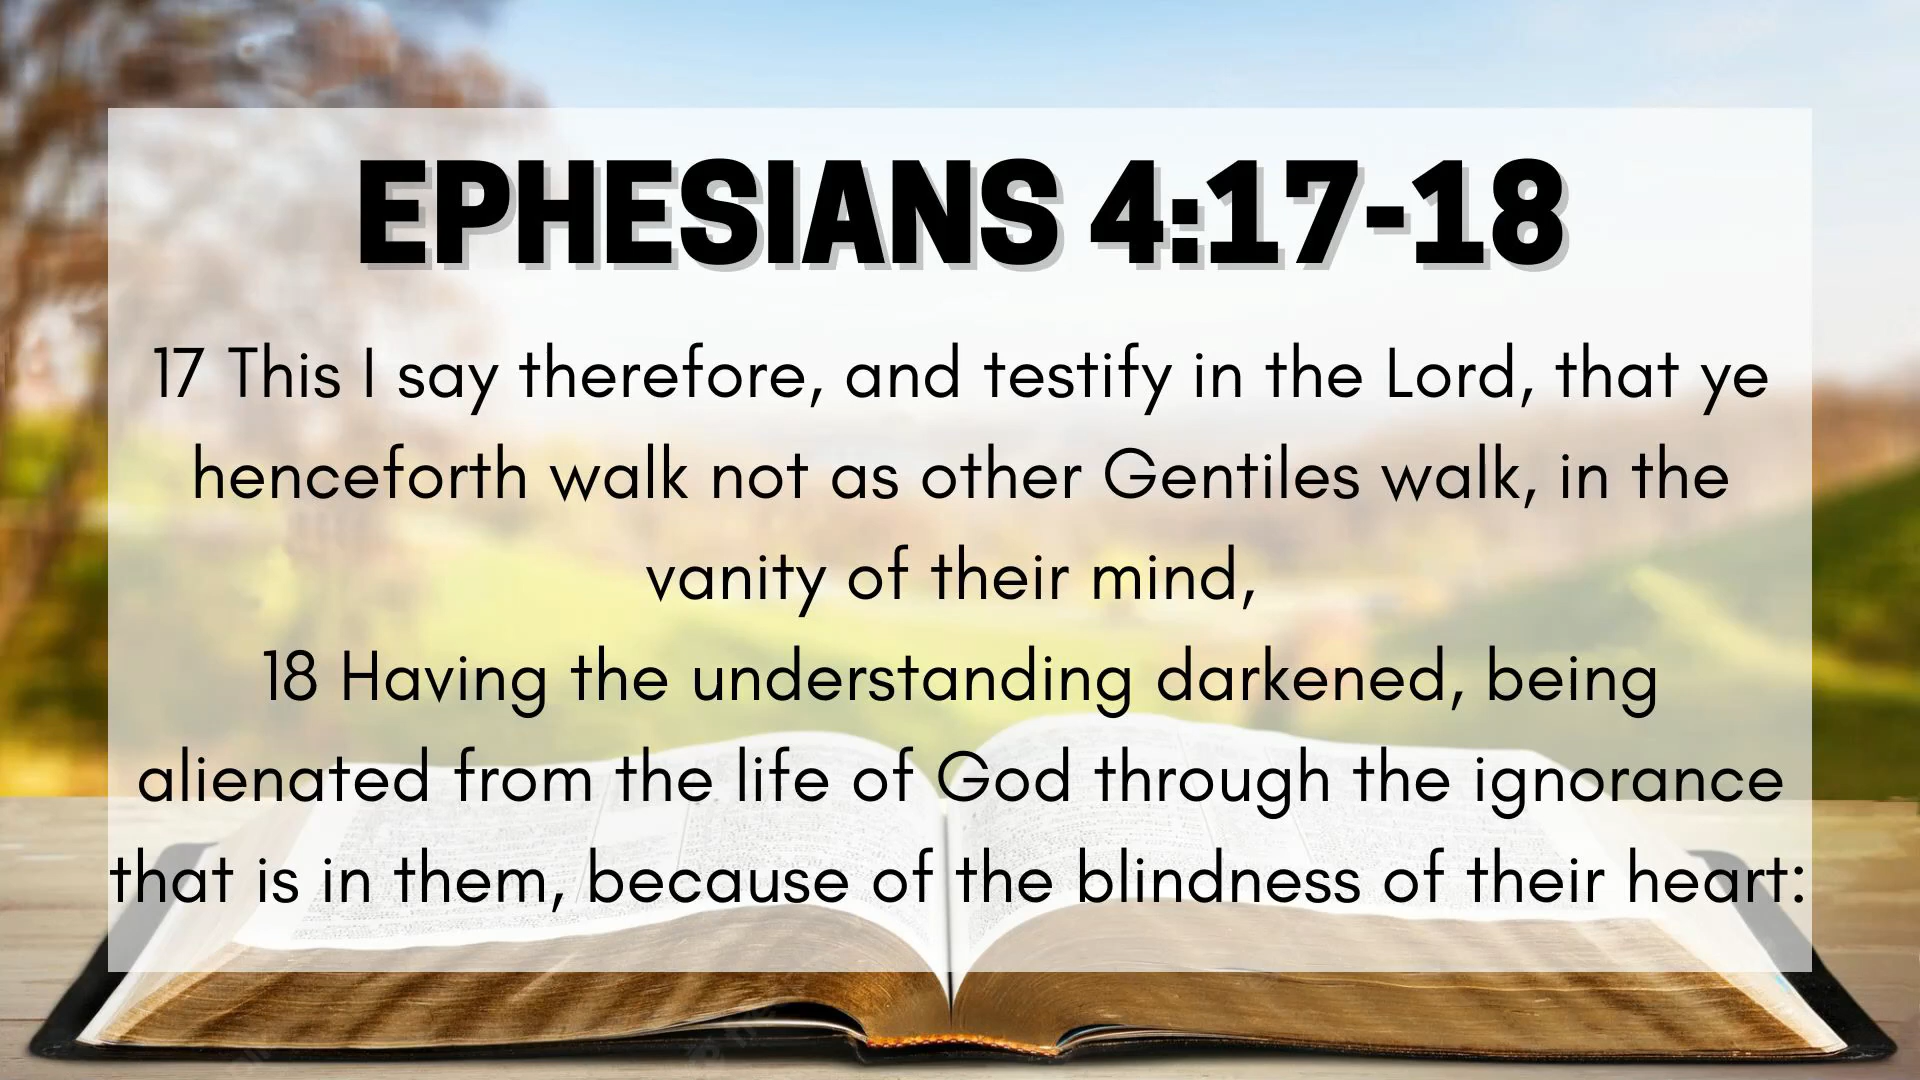 EPHESIANS 4:17-18
17 This I say therefore, and testify in the Lord, that ye
henceforth walk not as other Gentiles walk, in the
vanity of their mind,
18 Having the understanding darkened, being
alienated from the life of God through the ignorance
that is in them, because of the blindness of their heart: